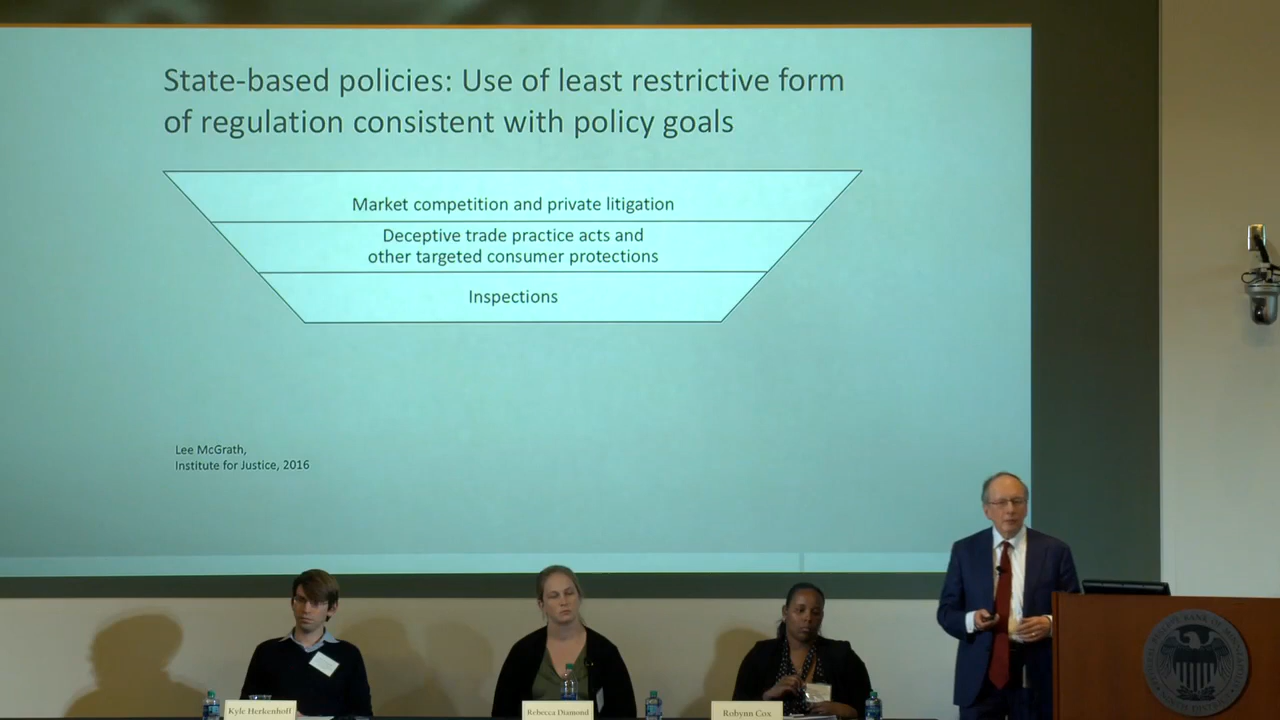 State-based policies: Use of least restrictive form
of regulation consistent with policy goals
Market competition and private litigation
Deceptive trade practice acts and
other targeted consumer protections
Inspections
Lee McGrath,
Institute for Justice, 2016
Kyle Herkenhoff
Rebecca Diamond
Robynn Cox